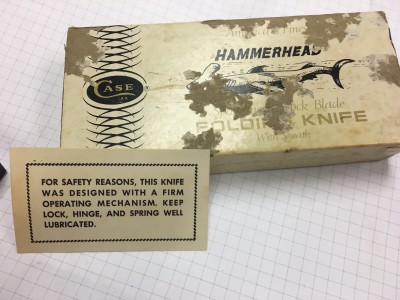 HAMMERHEAD
CASE
Blade
FOLDING KNIFE
With
FOR SAFETY REASONS, THIS KNIFE
WAS DESIGNED WITH A FIRM
OPERATING MECHANISM. KEEP
LOCK, HINGE, AND SPRING WELL
LUBRICATED.